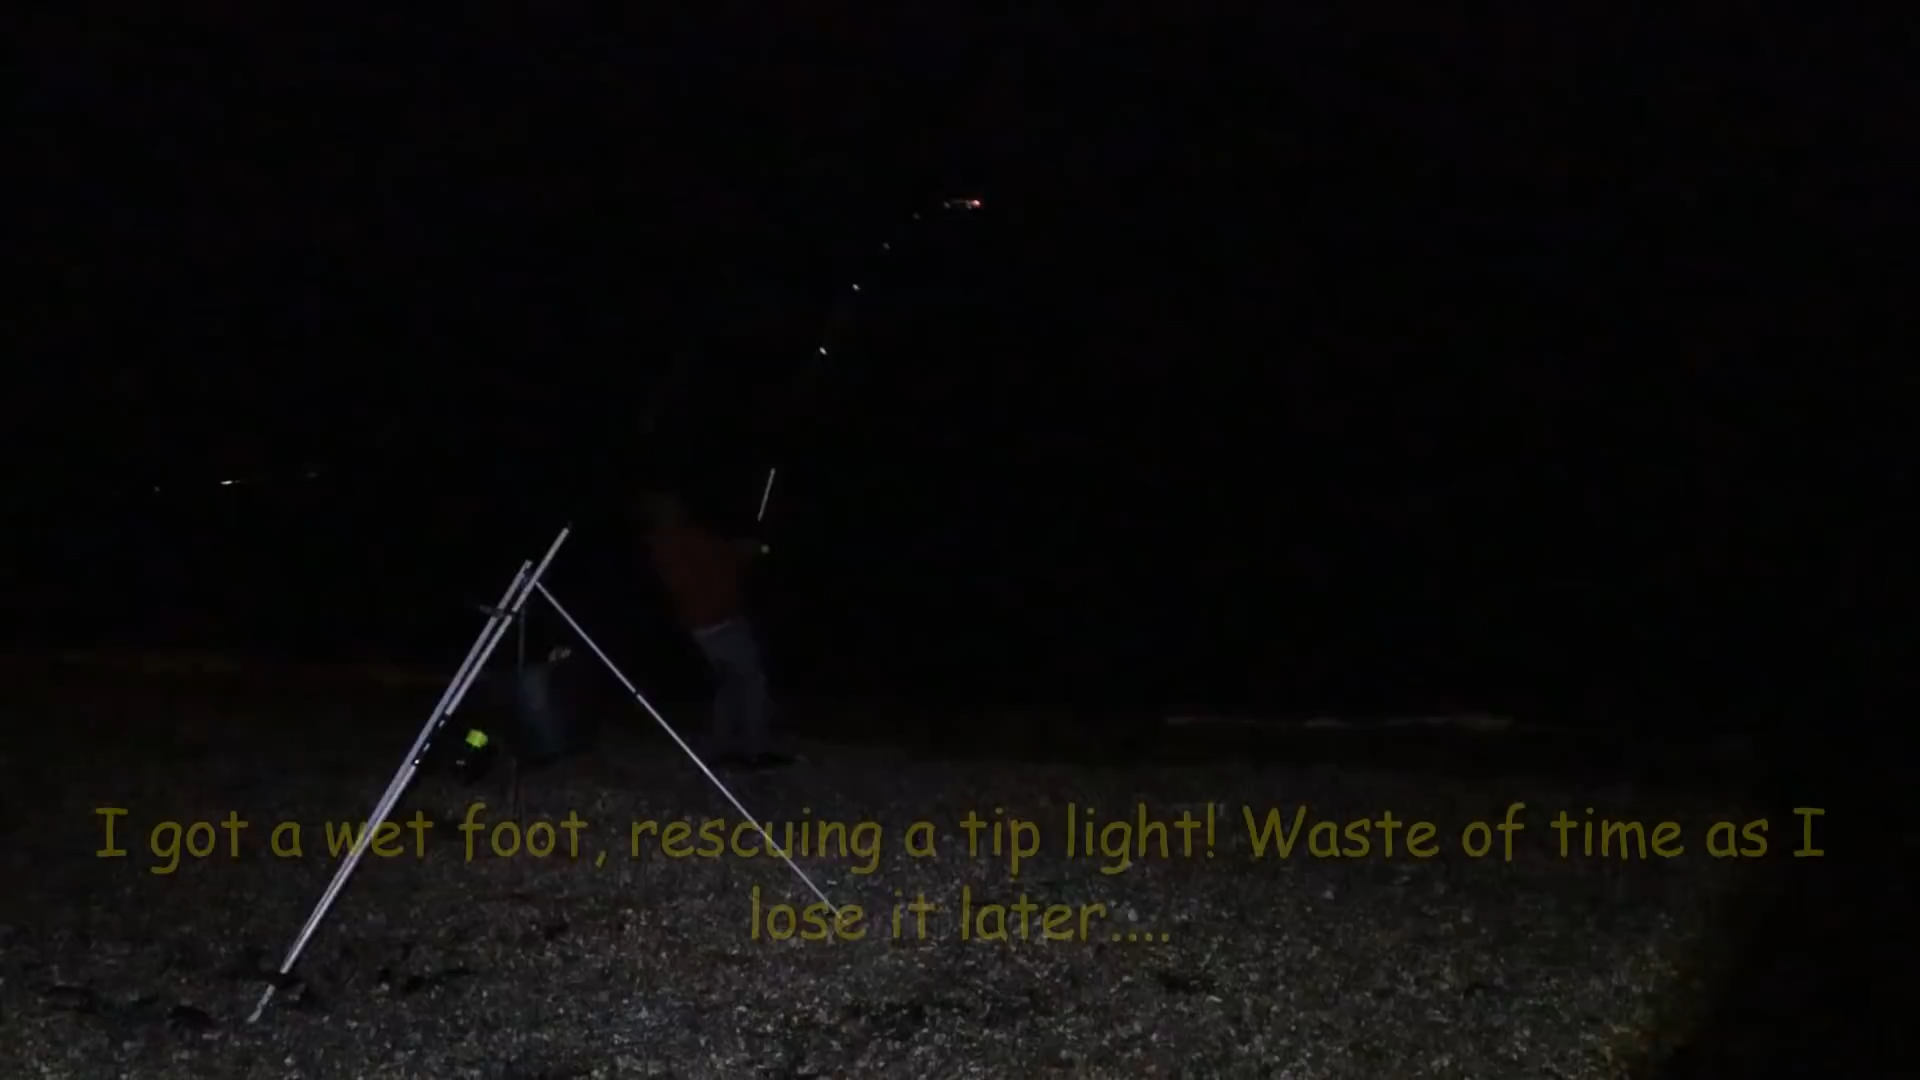 I got a wet foot, rescuing a tip light! Waste of time as I
lose it later....